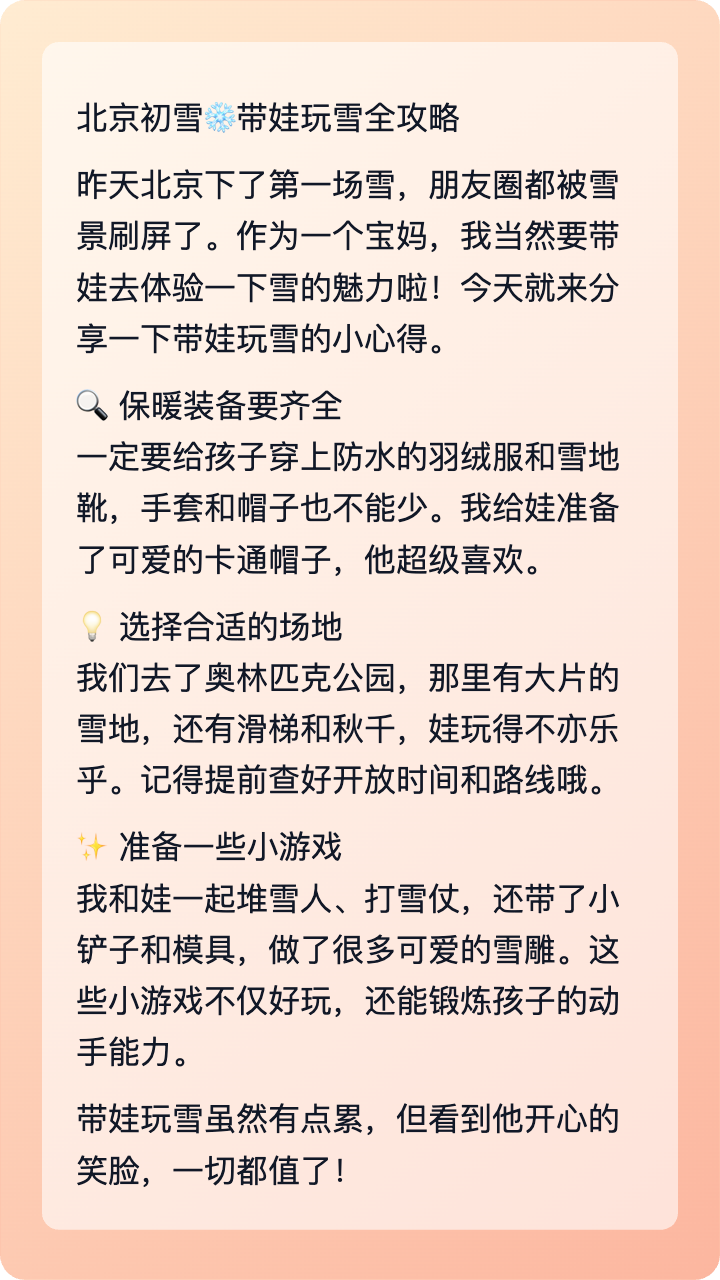 北京初雪❄️带娃玩雪全攻略
昨天北京下了第一场雪，朋友圈都被雪
景刷屏了。作为一个宝妈，我当然要带
娃去体验一下雪的魅力啦！今天就来分
享一下带娃玩雪的小心得。
🔍 保暖装备要齐全
一定要给孩子穿上防水的羽绒服和雪地
靴，手套和帽子也不能少。我给娃准备
了可爱的卡通帽子，他超级喜欢。
💡 选择合适的场地
我们去了奥林匹克公园，那里有大片的
雪地，还有滑梯和秋千，娃玩得不亦乐
乎。记得提前查好开放时间和路线哦。
✨ 准备一些小游戏
我和娃一起堆雪人、打雪仗，还带了小
铲子和模具，做了很多可爱的雪雕。这
些小游戏不仅好玩，还能锻炼孩子的动
手能力。
带娃玩雪虽然有点累，但看到他开心的
笑脸，一切都值了！